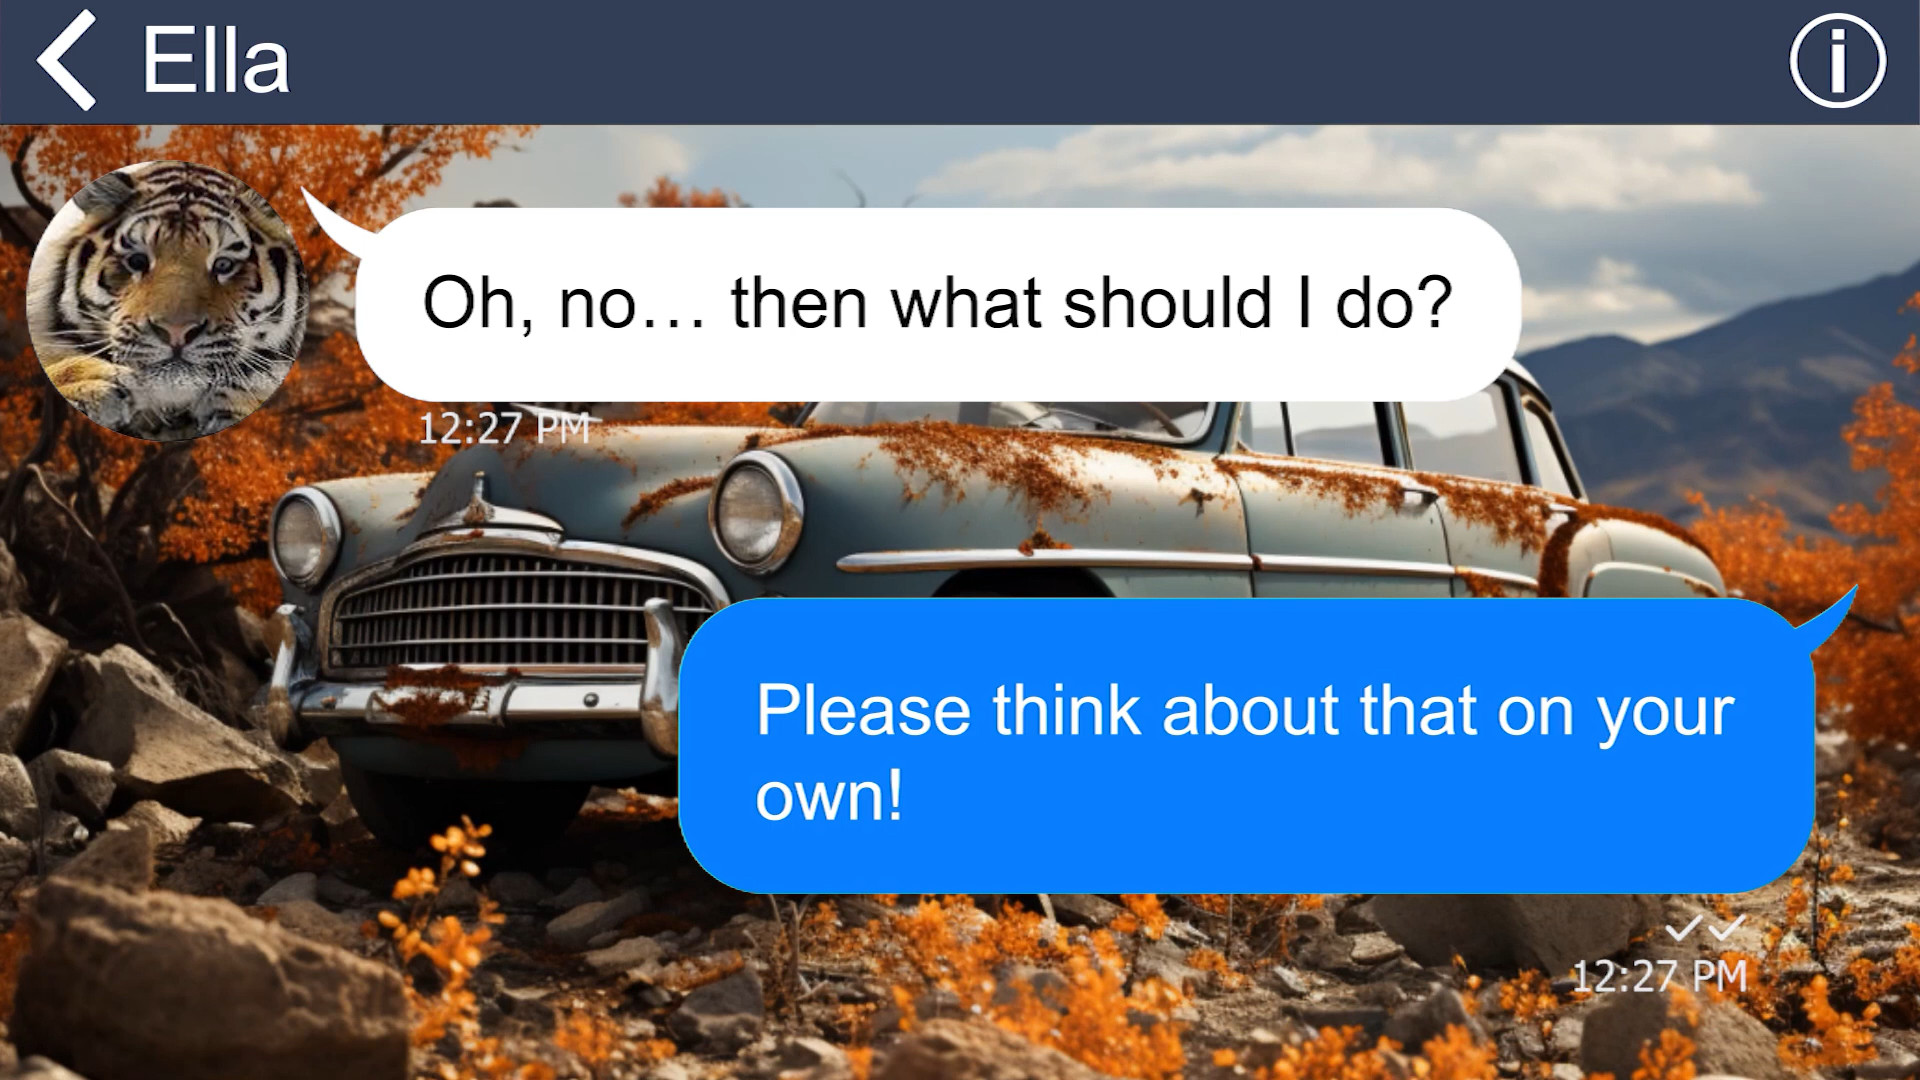 Ella
Oh, no… then what should I do?
12:27 PM
Please think about that on your
own!
12:27 PM